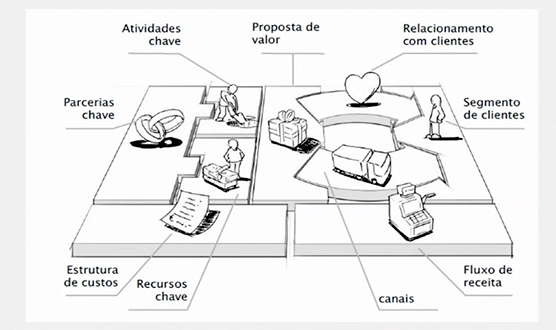 Atividades
chave
Proposta de
valor
Relacionamento
com clientes
Parcerias
chave
Segmento
de clientes
Estrutura
de custos
Recursos
chave
canais
Fluxo de
receita